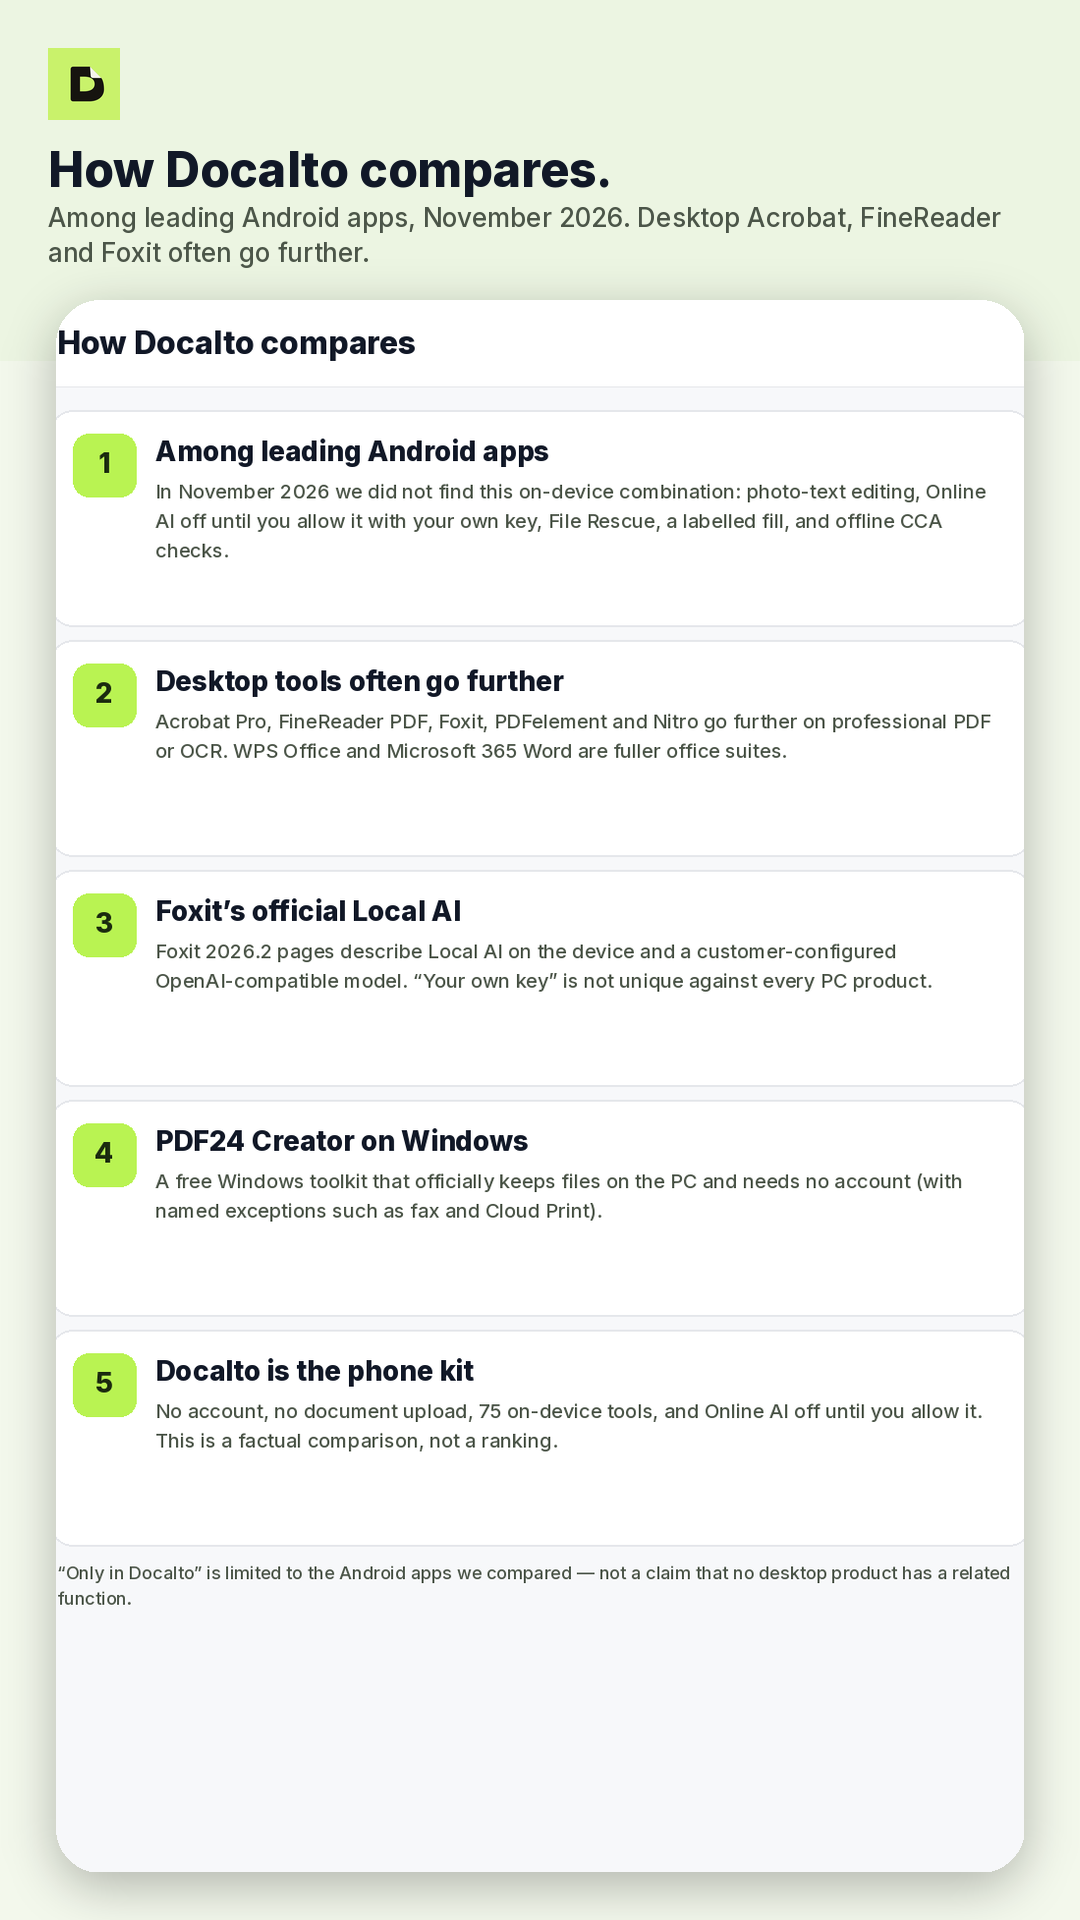 D
How Docalto compares.
Among leading Android apps, November 2026. Desktop Acrobat, FineReader
and Foxit often go further.
How Docalto compares
1
Among leading Android apps
In November 2026 we did not find this on-device combination: photo-text editing, Online
AI off until you allow it with your own key, File Rescue, a labelled fill, and offline CCA
checks.
2
Desktop tools often go further
Acrobat Pro, FineReader PDF, Foxit, PDFelement and Nitro go further on professional PDF
or OCR. WPS Office and Microsoft 365 Word are fuller office suites.
3
Foxit’s official Local AI
Foxit 2026.2 pages describe Local AI on the device and a customer-configured
OpenAI-compatible model. “Your own key” is not unique against every PC product.
4
PDF24 Creator on Windows
A free Windows toolkit that officially keeps files on the PC and needs no account (with
named exceptions such as fax and Cloud Print).
5
Docalto is the phone kit
No account, no document upload, 75 on-device tools, and Online AI off until you allow it.
This is a factual comparison, not a ranking.
“Only in Docalto” is limited to the Android apps we compared — not a claim that no desktop product has a related
function.